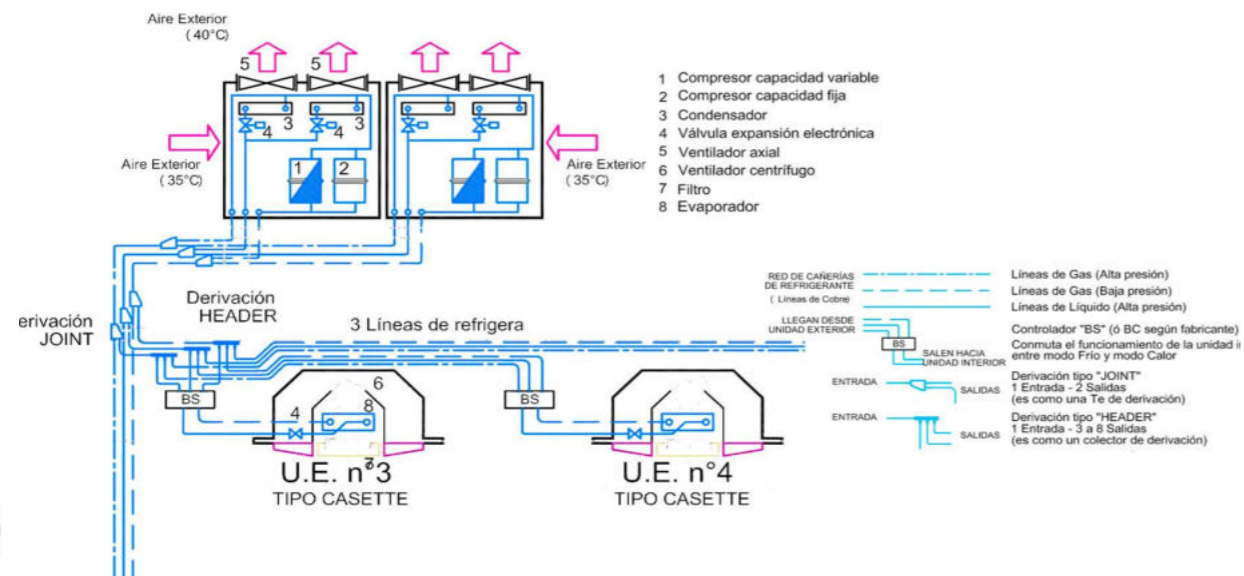 Aire Exterior
( 40°C)
5
5
3
3
4
4
1
2
Aire Exterior
( 35°C)
Aire Exterior
( 35°C)
1 Compresor capacidad variable
2 Compresor capacidad fija
3 Condensador
4 Válvula expansión electrónica
5 Ventilador axial
6 Ventilador centrífugo
7 Filtro
8 Evaporador
Derivación
HEADER
erivación
JOINT
3 Líneas de refrigera
BS
BS
4
6
8
7
U.E. n°3
TIPO CASETTE
U.E. n°4
TIPO CASETTE
RED DE CAÑERÍAS
DE REFRIGERANTE
( Líneas de Cobre)
Líneas de Gas (Alta presión)
Líneas de Gas (Baja presión)
Líneas de Líquido (Alta presión)
LLEGAN DESDE
UNIDAD EXTERIOR
BS
SALEN HACIA
UNIDAD INTERIOR
Controlador "BS" (ó BC según fabricante)
Conmuta el funcionamiento de la unidad i
entre modo Frío y modo Calor
ENTRADA
SALIDAS
Derivación tipo "JOINT"
1 Entrada - 2 Salidas
(es como una Te de derivación)
ENTRADA
SALIDAS
Derivación tipo "HEADER"
1 Entrada - 3 a 8 Salidas
(es como un colector de derivación)